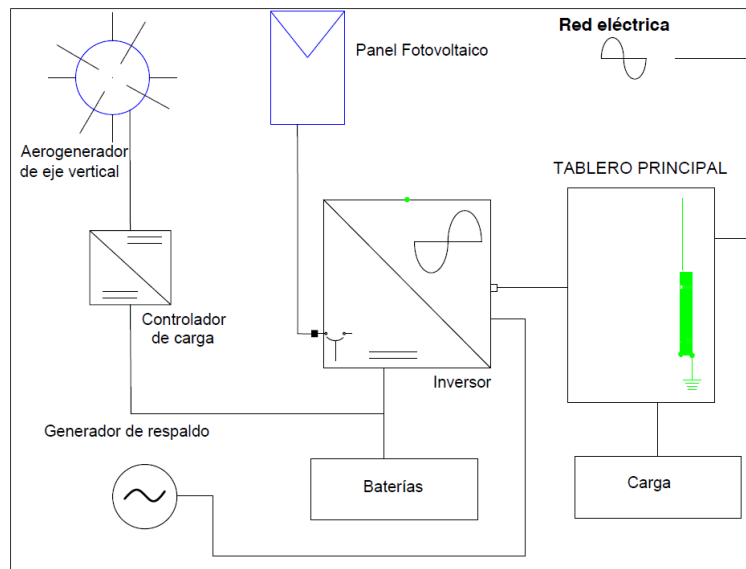 Red eléctrica
Panel Fotovoltaico
Aerogenerador
de eje vertical
TABLERO PRINCIPAL
Controlador
de carga
Inversor
Generador de respaldo
Baterías
Carga